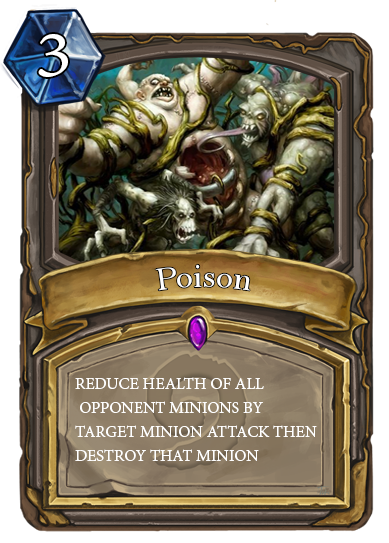 3
Poison
REDUCE HEALTH OF ALL
OPPONENT MINIONS BY
TARGET MINION ATTACK THEN
DESTROY THAT MINION